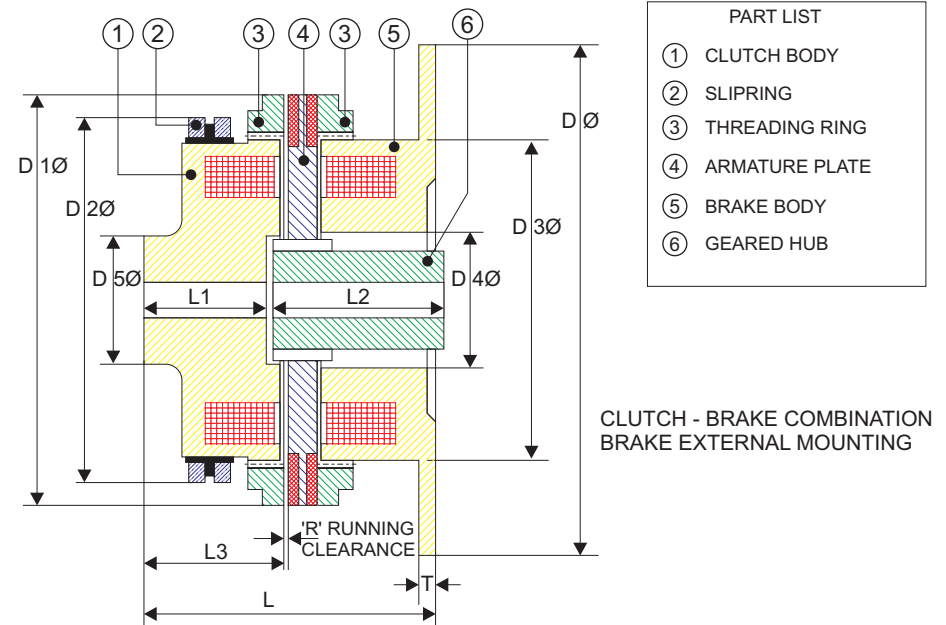 1 2 3 4 3 5 6
PART LIST
1 CLUTCH BODY
2 SLIPRING
3 THREADING RING
4 ARMATURE PLATE
5 BRAKE BODY
6 GEARED HUB
D Ø
D 1Ø
D 2Ø
D 3Ø
D 5Ø
D 4Ø
L1
L2
CLUTCH - BRAKE COMBINATION
BRAKE EXTERNAL MOUNTING
'R' RUNNING
CLEARANCE
L3
T
L